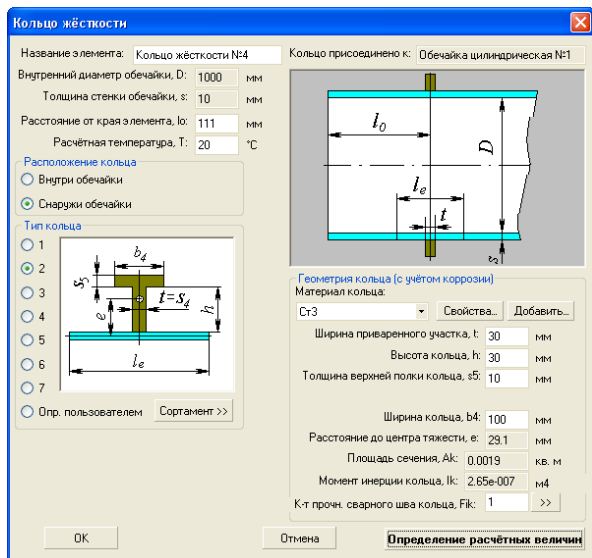 Кольцо жёсткости
Название элемента: Кольцо жёсткости №4
Кольцо присоединено к: Обечайка цилиндрическая №1
Внутренний диаметр обечайки, D: 1000 мм
Толщина стенки обечайки, s: 10 мм
Расстояние от края элемента, lo: 111 мм
Расчётная температура, T: 20 °C
Расположение кольца
Внутри обечайки
Снаружи обечайки
Тип кольца
1
2
3
4
5
6
7
Опр. пользователем Сортамент >>
b4
s5
t=s4
e
h
le
l0
D
le
t
s
Геометрия кольца (с учётом коррозии)
Материал кольца:
Ст3 Свойства... Добавить...
Ширина приваренного участка, t: 30 мм
Высота кольца, h: 30 мм
Толщина верхней полки кольца, s5: 10 мм
Ширина кольца, b4: 100 мм
Расстояние до центра тяжести, e: 29.1 мм
Площадь сечения, Ak: 0.0019 кв. м
Момент инерции кольца, Ik: 2.65e-007 м4
К-т прочн. сварного шва кольца, Fik: 1 >>
OK Отмена Определение расчётных величин